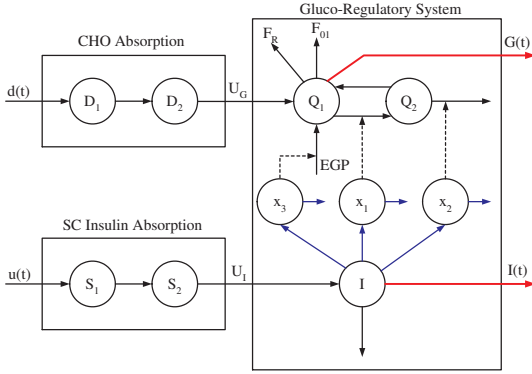 Gluco-Regulatory System
CHO Absorption
F_R
F_01
G(t)
d(t)
D_1
D_2
U_G
Q_1
Q_2
EGP
x_3
x_1
x_2
SC Insulin Absorption
u(t)
S_1
S_2
U_I
I
I(t)